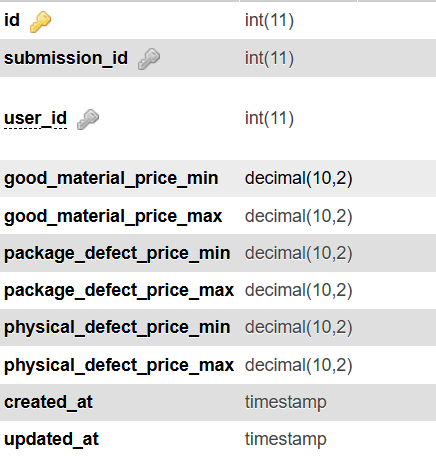 id int(11)
submission_id int(11)
user_id int(11)
good_material_price_min decimal(10,2)
good_material_price_max decimal(10,2)
package_defect_price_min decimal(10,2)
package_defect_price_max decimal(10,2)
physical_defect_price_min decimal(10,2)
physical_defect_price_max decimal(10,2)
created_at timestamp
updated_at timestamp